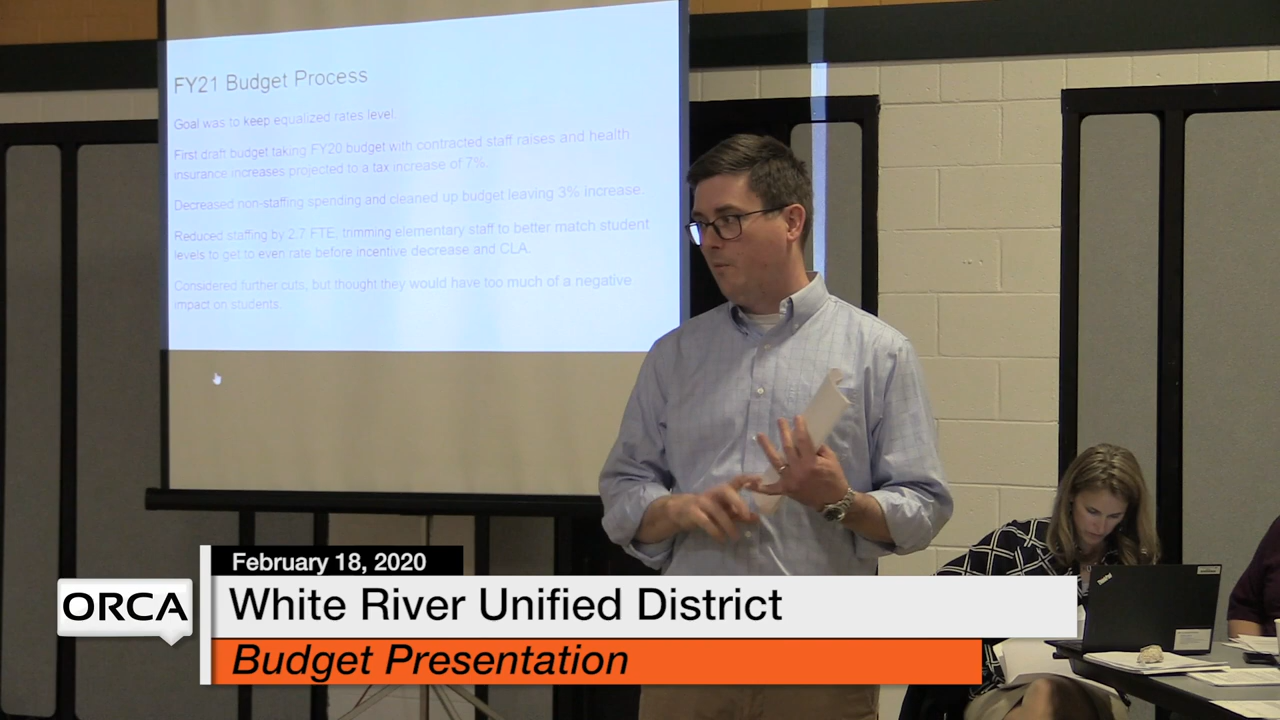 FY21 Budget Process
Goal was to keep equalized rates level.
First draft budget taking FY20 budget with contracted staff raises and health
insurance increases projected to a tax increase of 7%.
Decreased non-staffing spending and cleaned up budget leaving 3% increase.
Reduced staffing by 2.7 FTE, trimming elementary staff to better match student
levels to get to even rate before incentive decrease and CLA.
Considered further cuts, but thought they would have too much of a negative
impact on students.
February 18, 2020
ORCA
White River Unified District
Budget Presentation